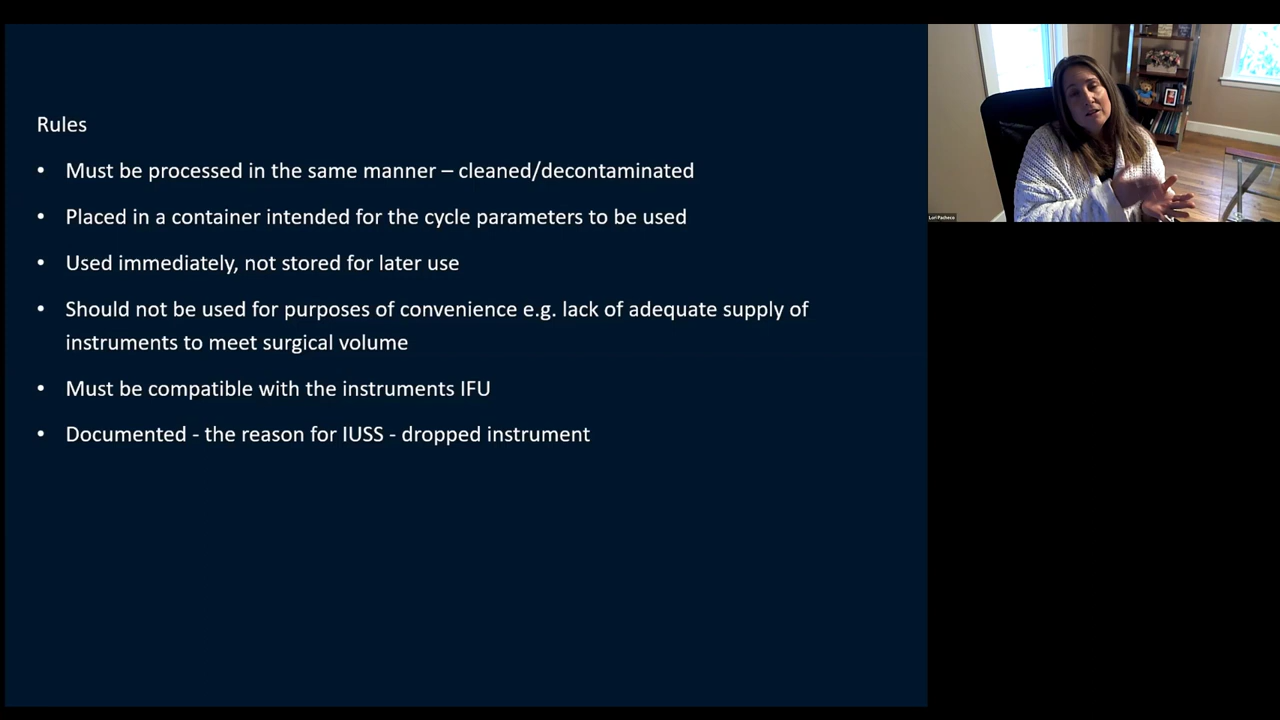 Rules
• Must be processed in the same manner – cleaned/decontaminated
• Placed in a container intended for the cycle parameters to be used
• Used immediately, not stored for later use
• Should not be used for purposes of convenience e.g. lack of adequate supply of
instruments to meet surgical volume
• Must be compatible with the instruments IFU
• Documented - the reason for IUSS - dropped instrument
Lori Pacheco